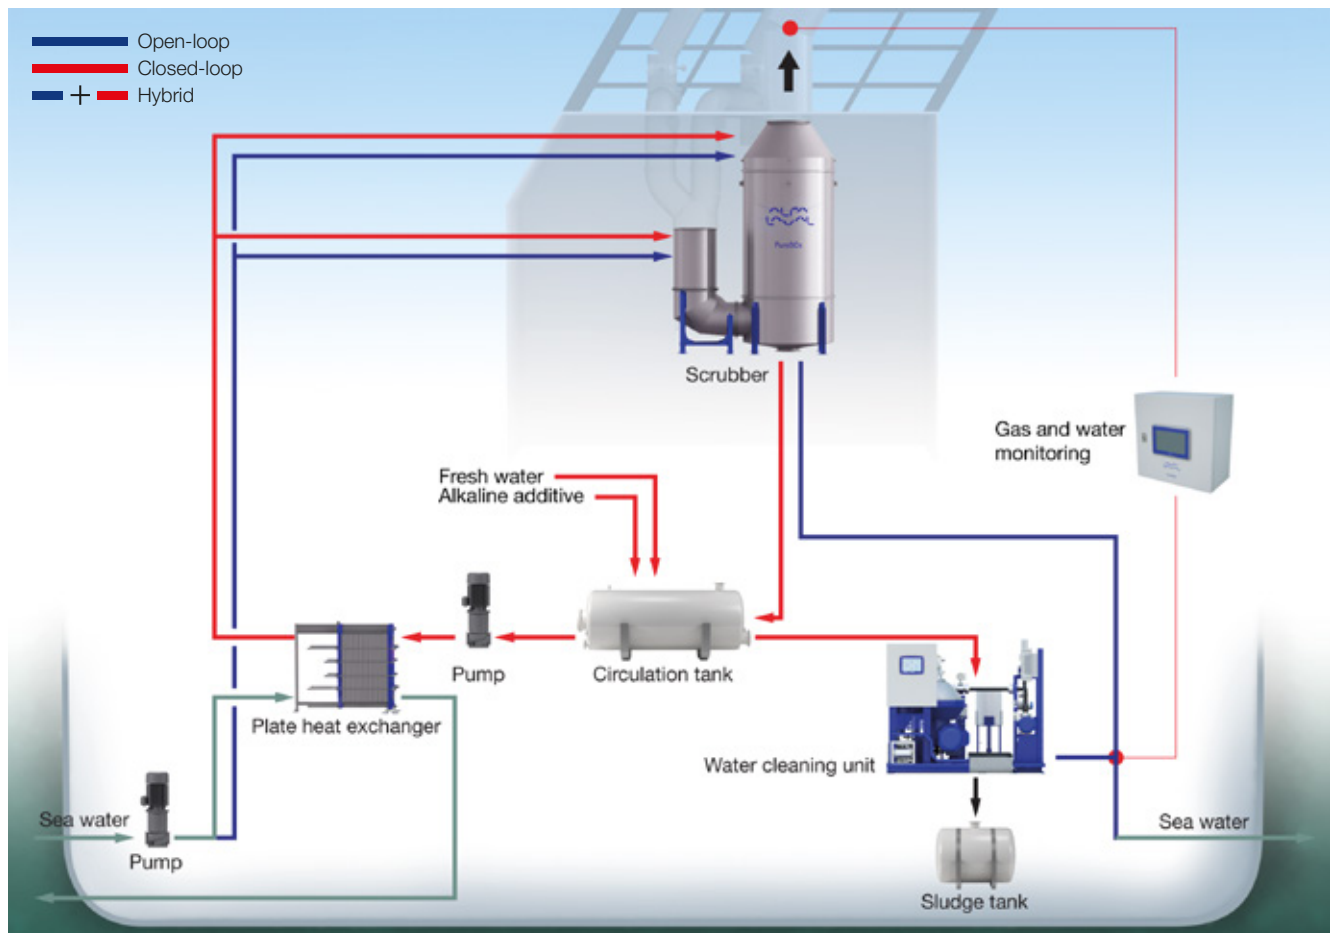 Open-loop
Closed-loop
+ Hybrid
PureSOx
Scrubber
Gas and water
monitoring
Fresh water
Alkaline additive
Pump
Circulation tank
Plate heat exchanger
Water cleaning unit
Sea water
Pump
Sea water
Sludge tank